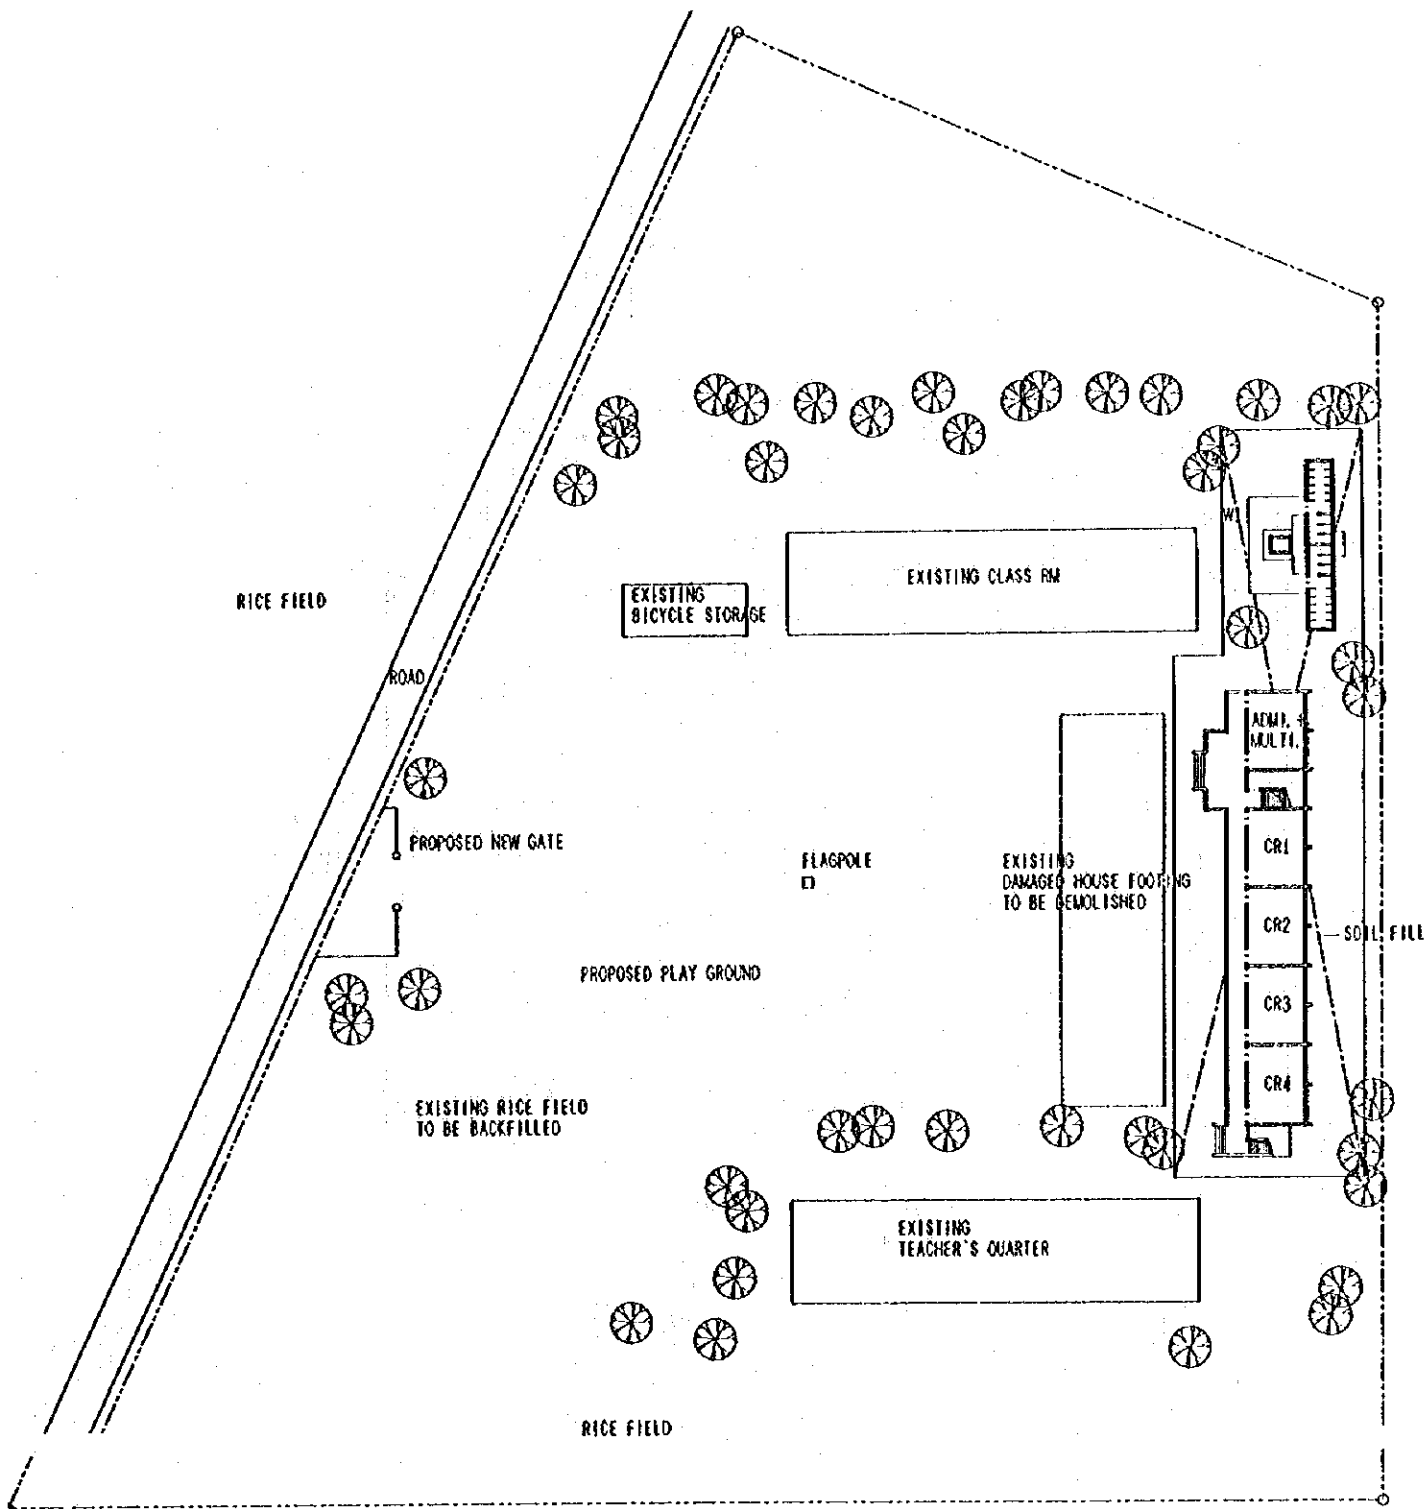 W
EXISTING CLASS RM
RICE FIELD
EXISTING
BICYCLE STORAGE
ROAD
ADMI. +
MULTI.
PROPOSED NEW GATE
FLAGPOLE
EXISTING
DAMAGED HOUSE FOOTING
TO BE DEMOLISHED
CR1
CR2
SOIL FILL
PROPOSED PLAY GROUND
CR3
CR4
EXISTING RICE FIELD
TO BE BACKFILLED
EXISTING
TEACHER'S QUARTER
RICE FIELD